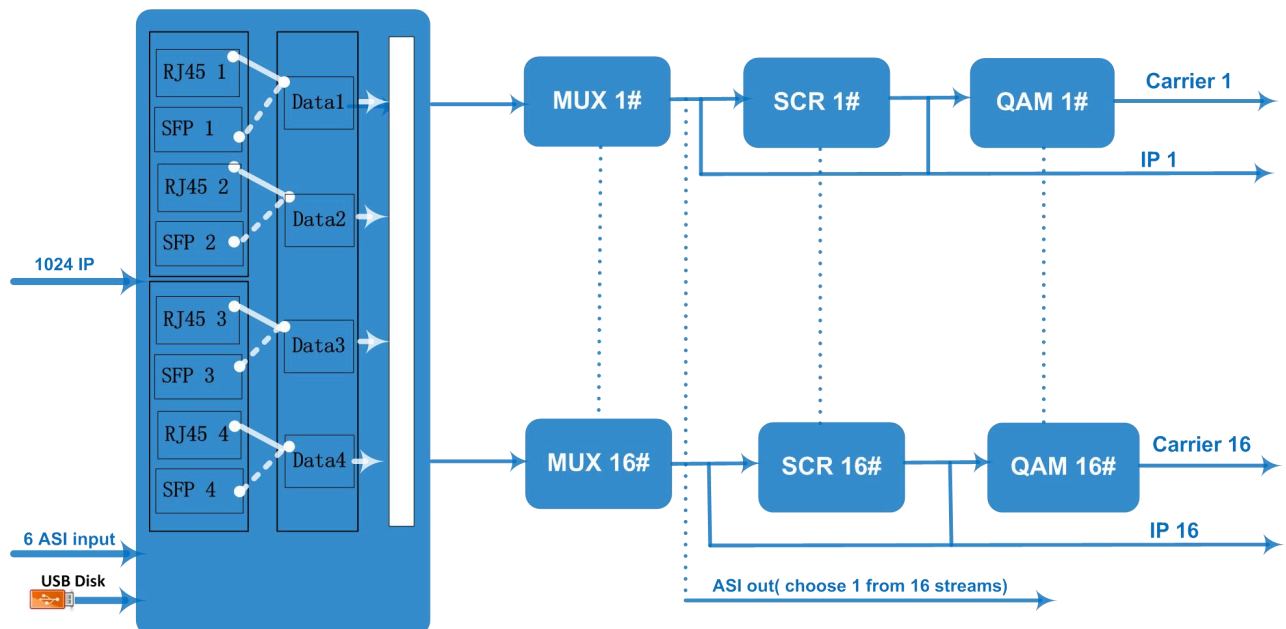 RJ45 1
SFP 1
RJ45 2
SFP 2
RJ45 3
SFP 3
RJ45 4
SFP 4
Data1
Data2
Data3
Data4
1024 IP
6 ASI input
USB Disk
MUX 1#
SCR 1#
QAM 1#
Carrier 1
IP 1
MUX 16#
SCR 16#
QAM 16#
Carrier 16
IP 16
ASI out( choose 1 from 16 streams)